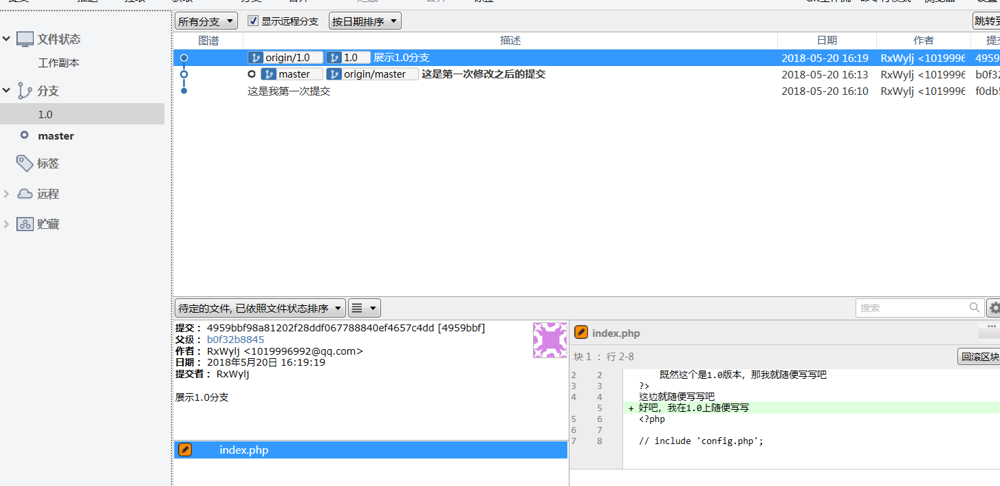 所有分支 显示远程分支 按日期排序 跳转到
图谱 描述 日期 作者 提交
文件状态
工作副本
分支
1.0
master
标签
远程
贮藏
origin/1.0 1.0 展示1.0分支 2018-05-20 16:19 RxWylj <1019996 4959
master origin/master 这是第一次修改之后的提交 2018-05-20 16:13 RxWylj <1019996 b0f32
这是我第一次提交 2018-05-20 16:10 RxWylj <1019996 f0db5
待定的文件, 已依照文件状态排序 搜索
提交： 4959bbf98a81202f28ddf067788840ef4657c4dd [4959bbf]
父级： b0f32b8845
作者： RxWylj <1019996992@qq.com>
日期： 2018年5月20日 16:19:19
提交者： RxWylj
展示1.0分支
index.php
index.php
块 1 ： 行 2-8 回滚区块
2 2 既然这个是1.0版本，那我就随便写写吧
3 3 ?>
4 4 这边就随便写写吧
5 + 好吧，我在1.0上随便写写
5 6 <?php
6 7
7 8 // include 'config.php';